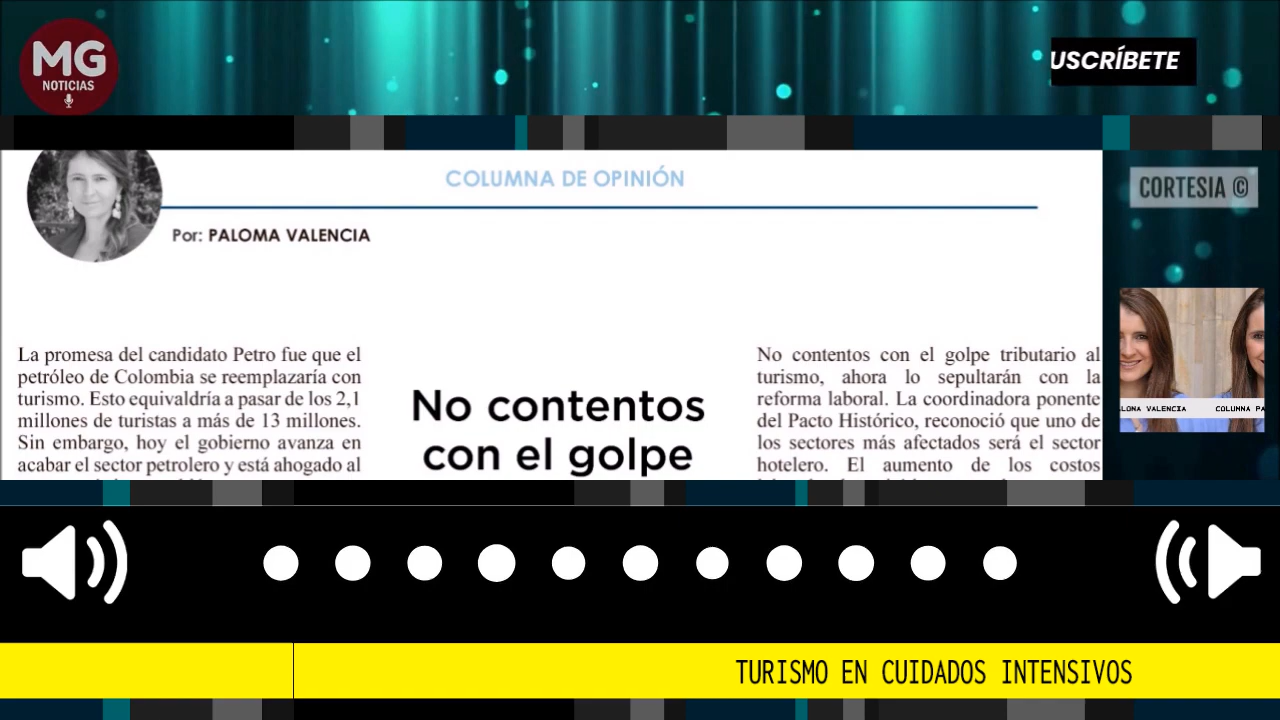 MG
NOTICIAS
USCRÍBETE
CORTESIA ©
COLUMNA DE OPINIÓN
Por: PALOMA VALENCIA
La promesa del candidato Petro fue que el
petróleo de Colombia se reemplazaría con
turismo. Esto equivaldría a pasar de los 2,1
millones de turistas a más de 13 millones.
Sin embargo, hoy el gobierno avanza en
acabar el sector petrolero y está ahogado al
No contentos
con el golpe
No contentos con el golpe tributario al
turismo, ahora lo sepultarán con la
reforma laboral. La coordinadora ponente
del Pacto Histórico, reconoció que uno de
los sectores más afectados será el sector
hotelero. El aumento de los costos
LONA VALENCIA COLUMNA PA
TURISMO EN CUIDADOS INTENSIVOS